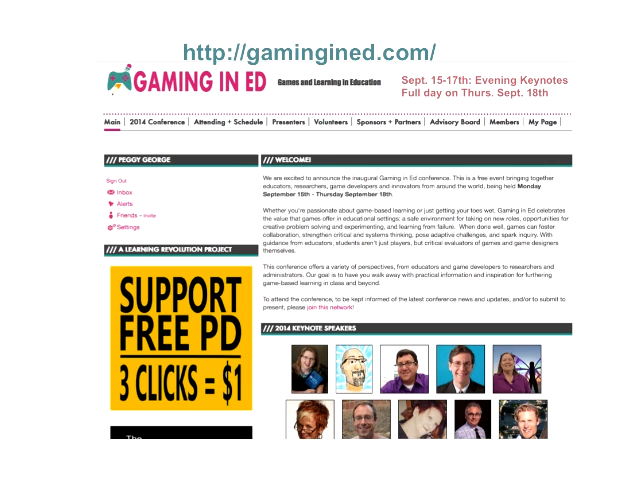 http://gamingined.com/
GAMING IN ED
Games and Learning in Education
Sept. 15-17th: Evening Keynotes
Full day on Thurs. Sept. 18th
Main | 2014 Conference | Attending + Schedule | Presenters | Volunteers | Sponsors + Partners | Advisory Board | Members | My Page
/// PEGGY GEORGE
Sign Out
Inbox
Alerts
Friends – Invite
Settings
/// A LEARNING REVOLUTION PROJECT
SUPPORT
FREE PD
3 CLICKS = $1
The
/// WELCOME!
We are excited to announce the inaugural Gaming in Ed conference. This is a free event bringing together
educators, researchers, game developers and innovators from around the world, being held Monday
September 15th - Thursday September 18th.
Whether you're passionate about game-based learning or just getting your toes wet, Gaming in Ed celebrates
the value that games offer in educational settings: a safe environment for taking on new roles, opportunities for
creative problem solving and experimenting, and learning from failure. When done well, games can foster
collaboration, strengthen critical and systems thinking, pose adaptive challenges, and spark inquiry. With
guidance from educators, students aren't just players, but critical evaluators of games and game designers
themselves.
This conference offers a variety of perspectives, from educators and game developers to researchers and
administrators. Our goal is to have you walk away with practical information and inspiration for furthering
game-based learning in class and beyond.
To attend the conference, to be kept informed of the latest conference news and updates, and/or to submit to
present, please join this network!
/// 2014 KEYNOTE SPEAKERS